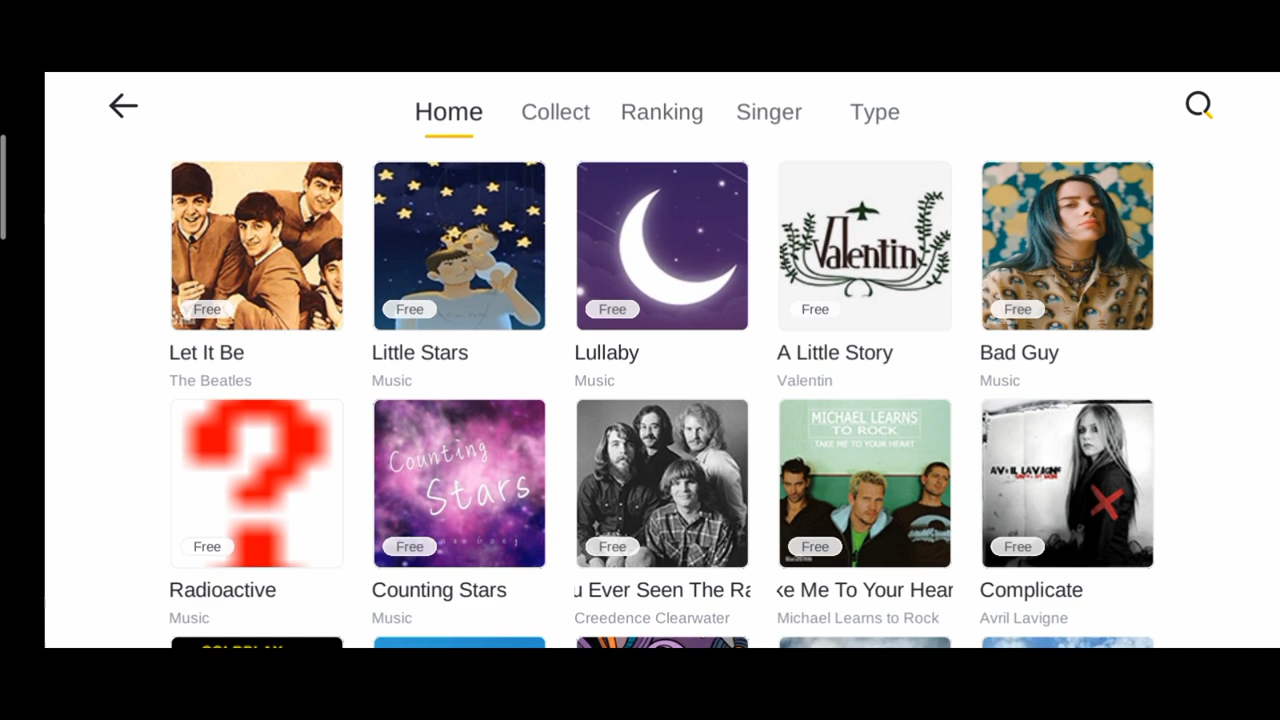 Home Collect Ranking Singer Type
Valentin
Free Free Free Free Free
Let It Be Little Stars Lullaby A Little Story Bad Guy
The Beatles Music Music Valentin Music
Counting
Stars
MICHAEL LEARNS
TO ROCK
TAKE ME TO YOUR HEART
AVRIL LAVIGNE
Free Free Free Free Free
Radioactive Counting Stars u Ever Seen The Ra ke Me To Your Hear Complicate
Music Music Creedence Clearwater Michael Learns to Rock Avril Lavigne
COLDPLAY